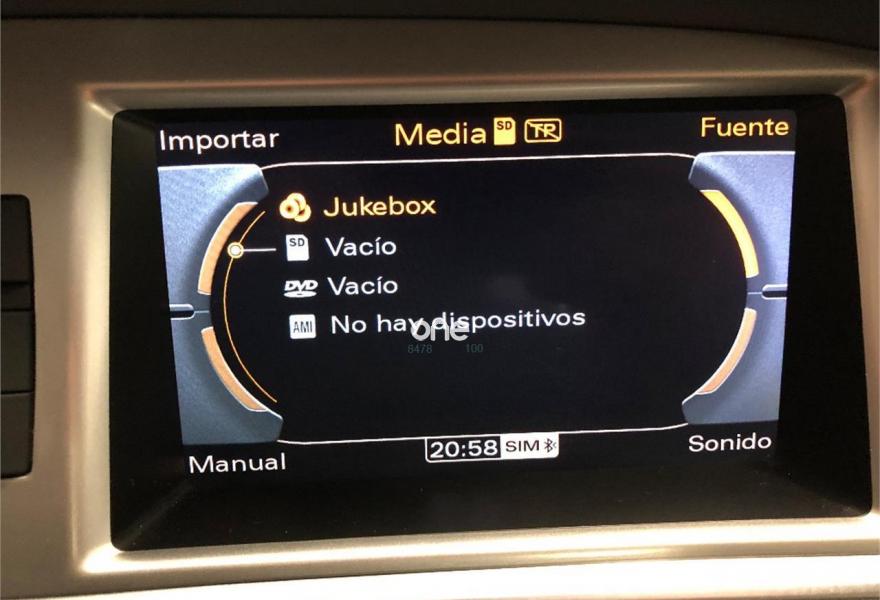 Importar
Media SD TP
Fuente
Jukebox
SD Vacío
DVD Vacío
AMI No hay dispositivos
one
8478 100
Manual
20:58 SIM
Sonido